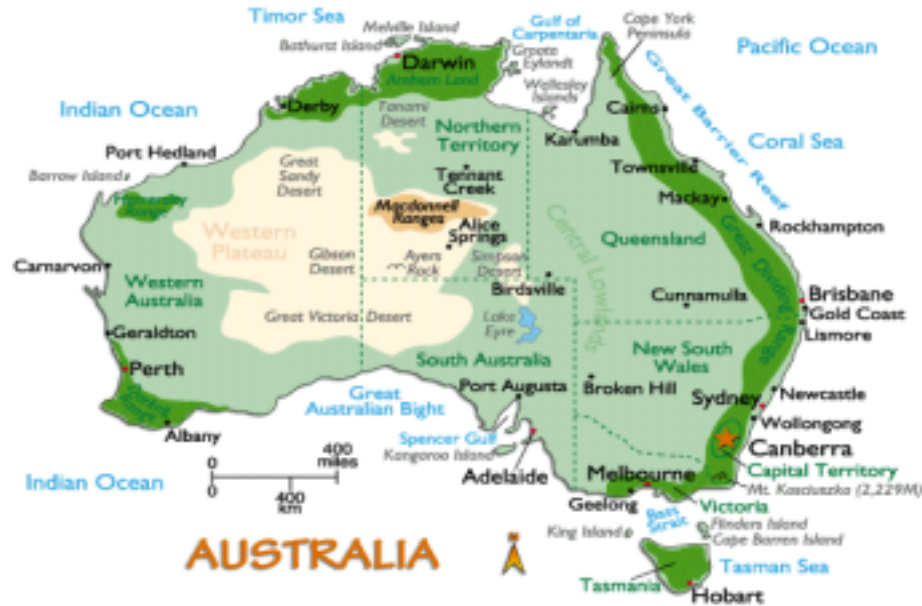 Timor Sea
Melville Island
Bathurst Island
Gulf of
Carpentaria
Cape York
Peninsula
Pacific Ocean
Darwin
Groote
Eylandt
Arnhem Land
Wellesley
Islands
Great Barrier Reef
Indian Ocean
Derby
Tanami
Desert
Cairns
Northern
Territory
Karumba
Coral Sea
Port Hedland
Great
Sandy
Desert
Townsville
Barrow Island
Tennant
Creek
Hamersley
Range
Macdonnell
Ranges
Mackay
Western
Plateau
Alice
Springs
Central Lowlands
Great Dividing Range
Rockhampton
Queensland
Gibson
Desert
Ayers
Rock
Simpson
Desert
Carnarvon
Western
Australia
Birdsville
Cunnamulla
Brisbane
Gold Coast
Lismore
Great Victoria Desert
Lake
Eyre
Geraldton
New South
Wales
South Australia
Perth
Darling
Range
Port Augusta
Broken Hill
Sydney
Newcastle
Great
Australian Bight
Wollongong
Albany
Spencer Gulf
Kangaroo Island
Canberra
400
miles
0
Adelaide
Melbourne
Capital Territory
Indian Ocean
400
km
Mt. Kosciuszko (2,229M)
Geelong
Victoria
Bass
Strait
King Island
Flinders Island
Cape Barren Island
AUSTRALIA
N
Tasman Sea
Tasmania
Hobart